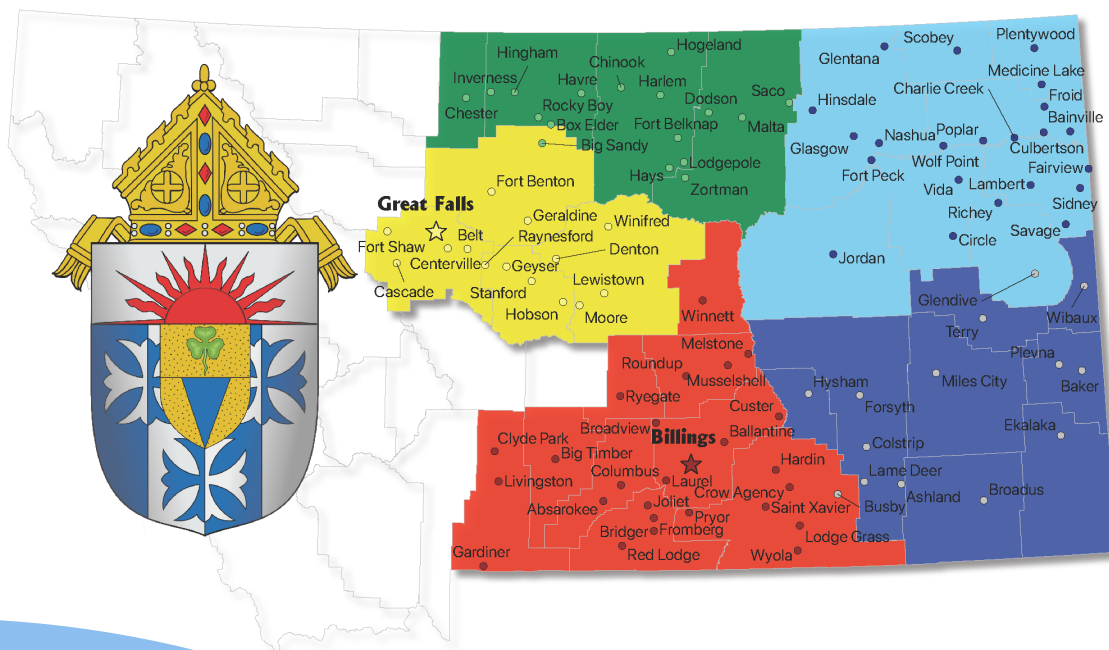 Hingham
Hogeland
Chinook
Inverness
Havre
Harlem
Chester
Rocky Boy
Dodson
Saco
Box Elder
Fort Belknap
Malta
Big Sandy
Hays
Lodgepole
Zortman
Scobey
Plentywood
Glentana
Medicine Lake
Charlie Creek
Froid
Hinsdale
Bainville
Glasgow
Nashua
Poplar
Culbertson
Wolf Point
Fairview
Fort Peck
Vida
Lambert
Sidney
Richey
Savage
Circle
Jordan
Fort Benton
Great Falls
Geraldine
Winifred
Belt
Raynesford
Fort Shaw
Denton
Centerville
Geyser
Cascade
Stanford
Lewistown
Hobson
Moore
Glendive
Wibaux
Terry
Plevna
Miles City
Baker
Hysham
Forsyth
Ekalaka
Colstrip
Lame Deer
Ashland
Broadus
Busby
Winnett
Melstone
Roundup
Musselshell
Ryegate
Custer
Broadview
Billings
Ballantine
Clyde Park
Big Timber
Hardin
Columbus
Livingston
Laurel
Crow Agency
Absarokee
Joliet
Saint Xavier
Pryor
Bridger
Fromberg
Lodge Grass
Gardiner
Red Lodge
Wyola